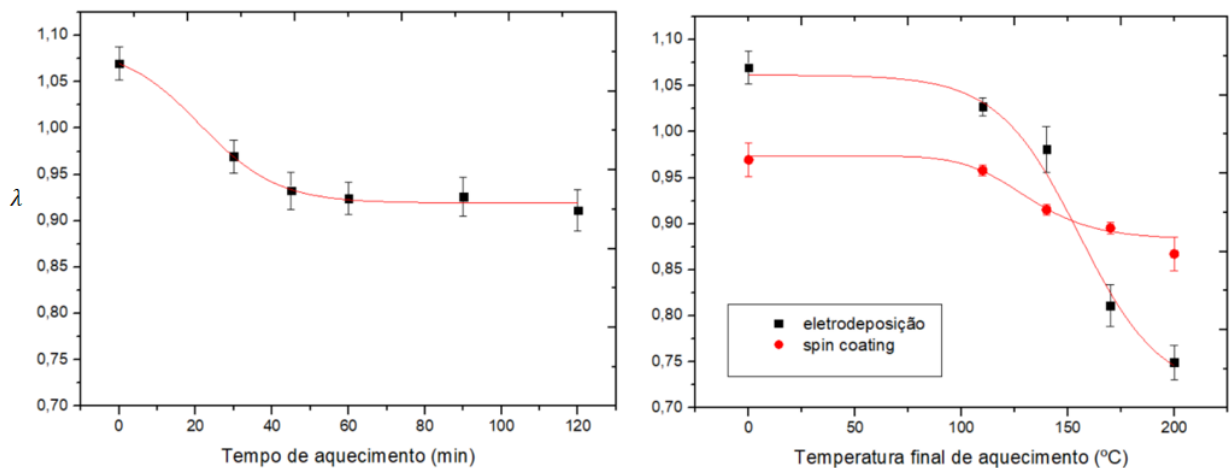 λ
1,10
1,05
1,00
0,95
0,90
0,85
0,80
0,75
0,70
0 20 40 60 80 100 120
Tempo de aquecimento (min)
1,10
1,05
1,00
0,95
0,90
0,85
0,80
0,75
0,70
eletrodeposição
spin coating
0 50 100 150 200
Temperatura final de aquecimento (ºC)